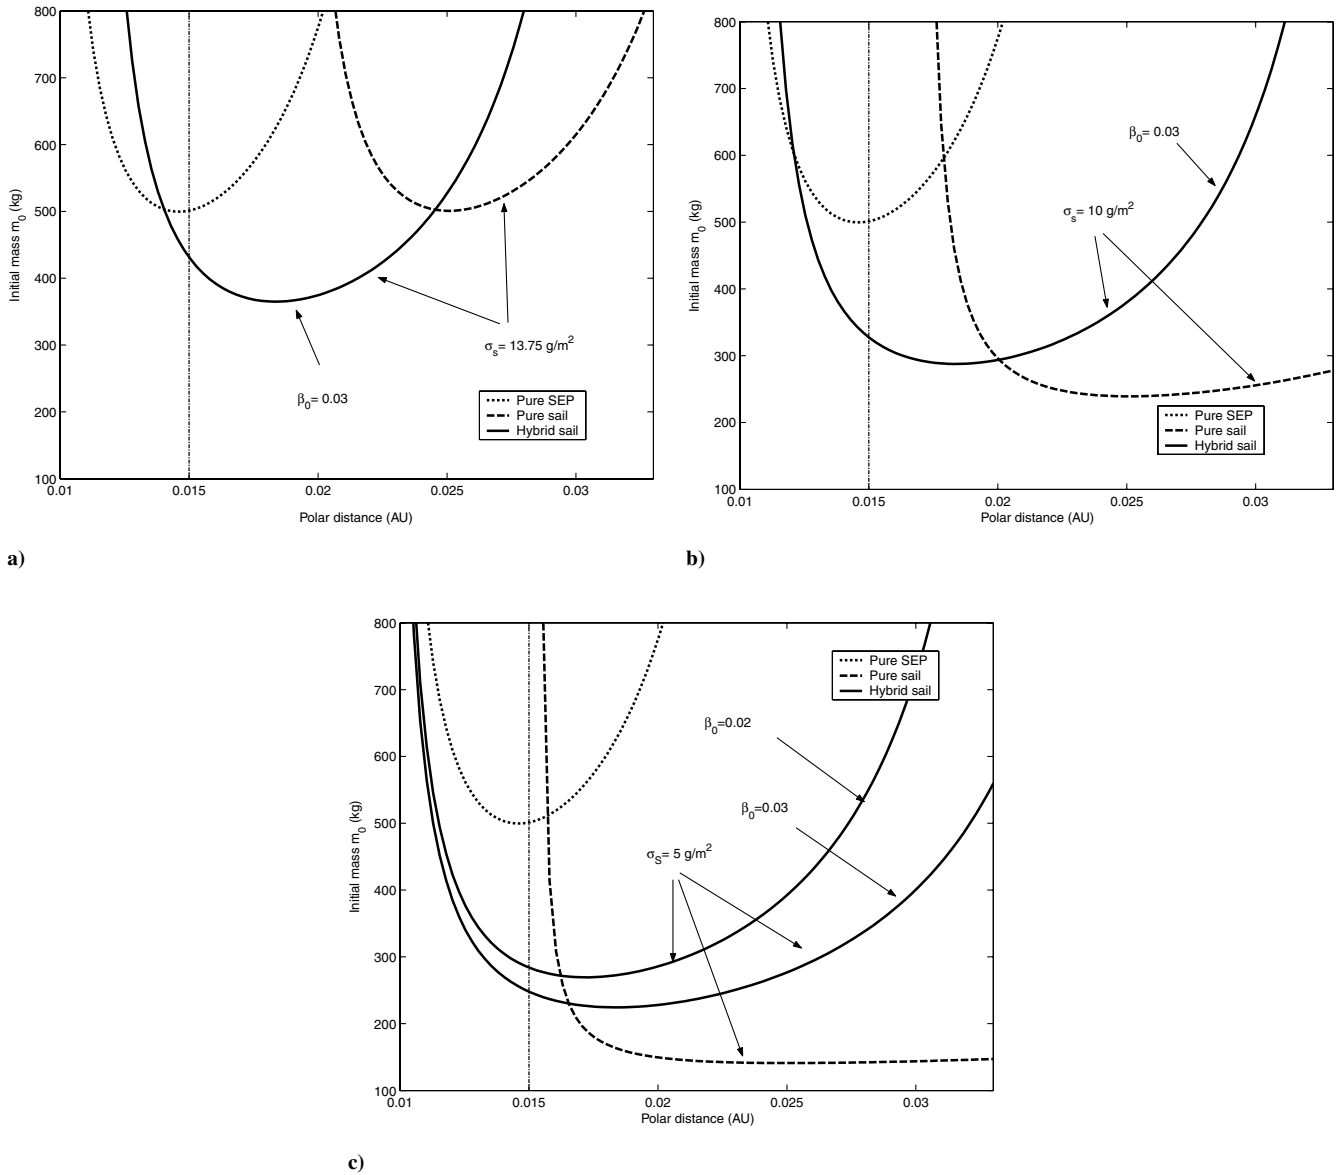 800
700
600
500
400
300
200
100
0.01
0.015
0.02
0.025
0.03
Initial mass m0 (kg)
Polar distance (AU)
σs= 13.75 g/m2
β0= 0.03
Pure SEP
Pure sail
Hybrid sail
a)
800
700
600
500
400
300
200
100
0.01
0.015
0.02
0.025
0.03
Initial mass m0 (kg)
Polar distance (AU)
β0= 0.03
σs= 10 g/m2
Pure SEP
Pure sail
Hybrid sail
b)
800
700
600
500
400
300
200
100
0.01
0.015
0.02
0.025
0.03
Initial mass m0 (kg)
Polar distance (AU)
Pure SEP
Pure sail
Hybrid sail
β0=0.02
β0=0.03
σS= 5 g/m2
c)